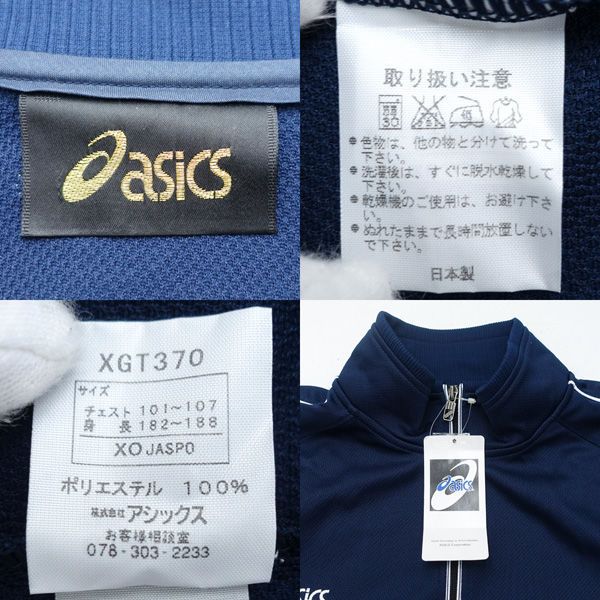 asics
取り扱い注意
弱 30
低
●色物は、他の物と分けて洗って
下さい。
●洗濯後は、すぐに脱水乾燥して
下さい。
●乾燥機のご使用は、お避け下さ
い。
●ぬれたままで長時間放置しない
で下さい。
日本製
XGT370
サイズ
チェスト 101～107
身長 182～188
XO JASPO
ポリエステル 100%
株式会社アシックス
お客様相談室
078-303-2233
asics
asics